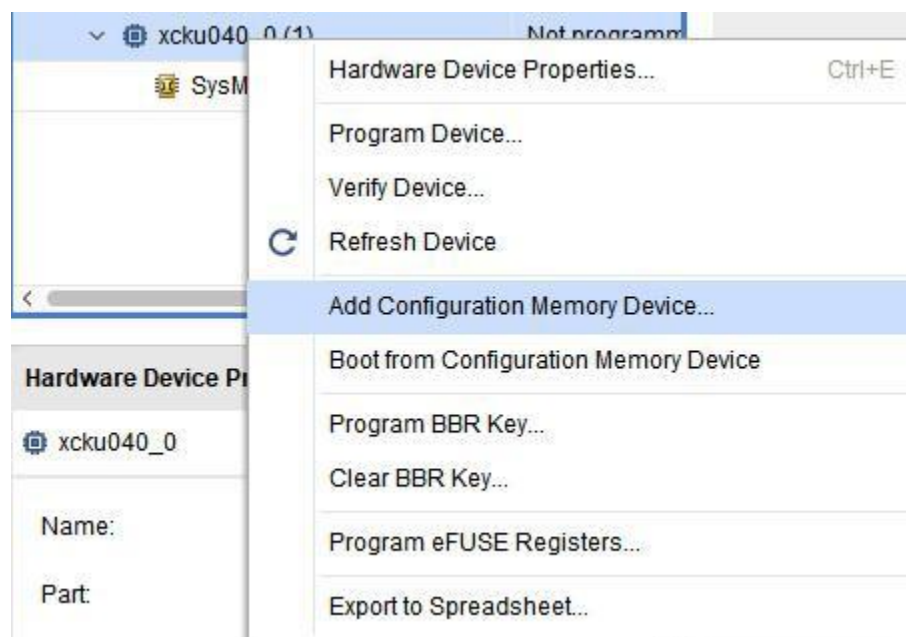 xcku040_0 (1)
Not programm
SysM
Hardware Device Properties... Ctrl+E
Program Device...
Verify Device...
Refresh Device
Add Configuration Memory Device...
Boot from Configuration Memory Device
Program BBR Key...
Clear BBR Key...
Program eFUSE Registers...
Export to Spreadsheet...
Hardware Device Pr
xcku040_0
Name:
Part: